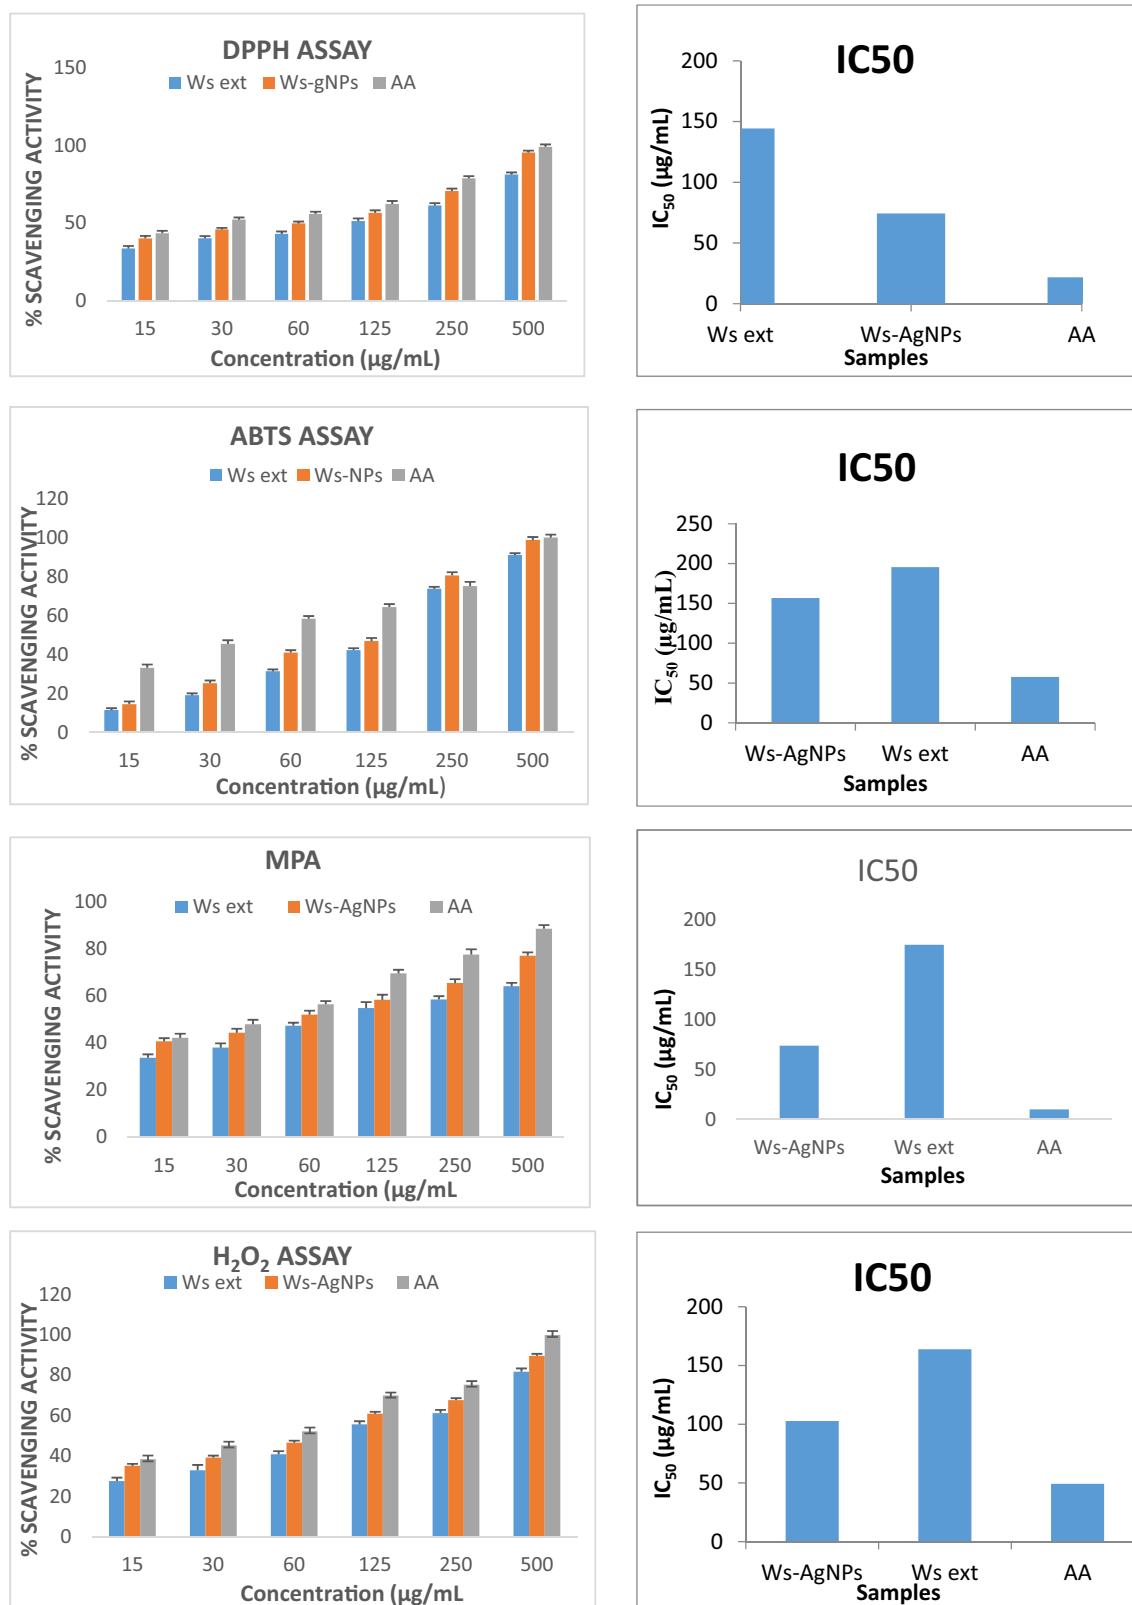 DPPH ASSAY
Ws ext Ws-gNPs AA
% SCAVENGING ACTIVITY
150
100
50
0
15 30 60 125 250 500
Concentration (µg/mL)
IC50
IC50 (µg/mL)
200
150
100
50
0
Ws ext Ws-AgNPs AA
Samples
ABTS ASSAY
Ws ext Ws-NPs AA
% SCAVENGING ACTIVITY
120
100
80
60
40
20
0
15 30 60 125 250 500
Concentration (µg/mL)
IC50
IC50 (µg/mL)
250
200
150
100
50
0
Ws-AgNPs Ws ext AA
Samples
MPA
Ws ext Ws-AgNPs AA
% SCAVENGING ACTIVITY
100
80
60
40
20
0
15 30 60 125 250 500
Concentration (µg/mL
IC50
IC50 (µg/mL)
200
150
100
50
0
Ws-AgNPs Ws ext AA
Samples
H2O2 ASSAY
Ws ext Ws-AgNPs AA
% SCAVENGING ACTIVITY
120
100
80
60
40
20
0
15 30 60 125 250 500
Concentration (µg/mL
IC50
IC50 (µg/mL)
200
150
100
50
0
Ws-AgNPs Ws ext AA
Samples